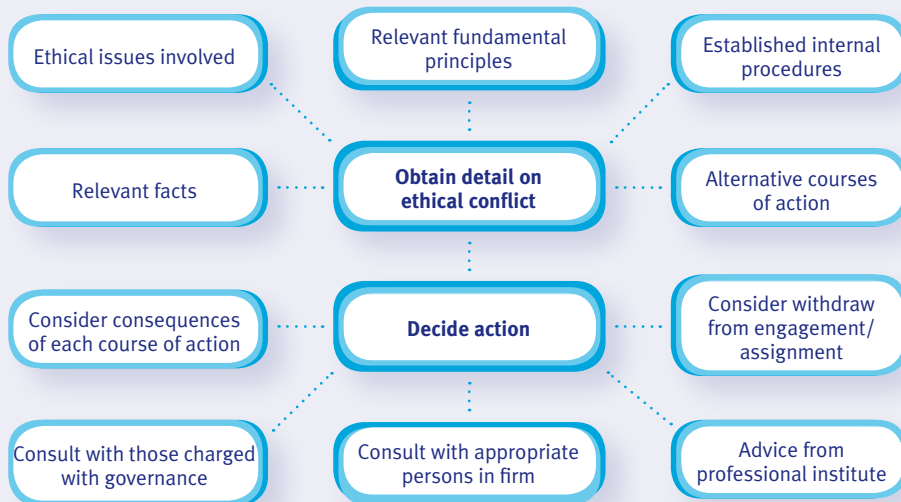 Ethical issues involved
Relevant fundamental
principles
Established internal
procedures
Relevant facts
Obtain detail on
ethical conflict
Alternative courses
of action
Consider consequences
of each course of action
Decide action
Consider withdraw
from engagement/
assignment
Consult with those charged
with governance
Consult with appropriate
persons in firm
Advice from
professional institute